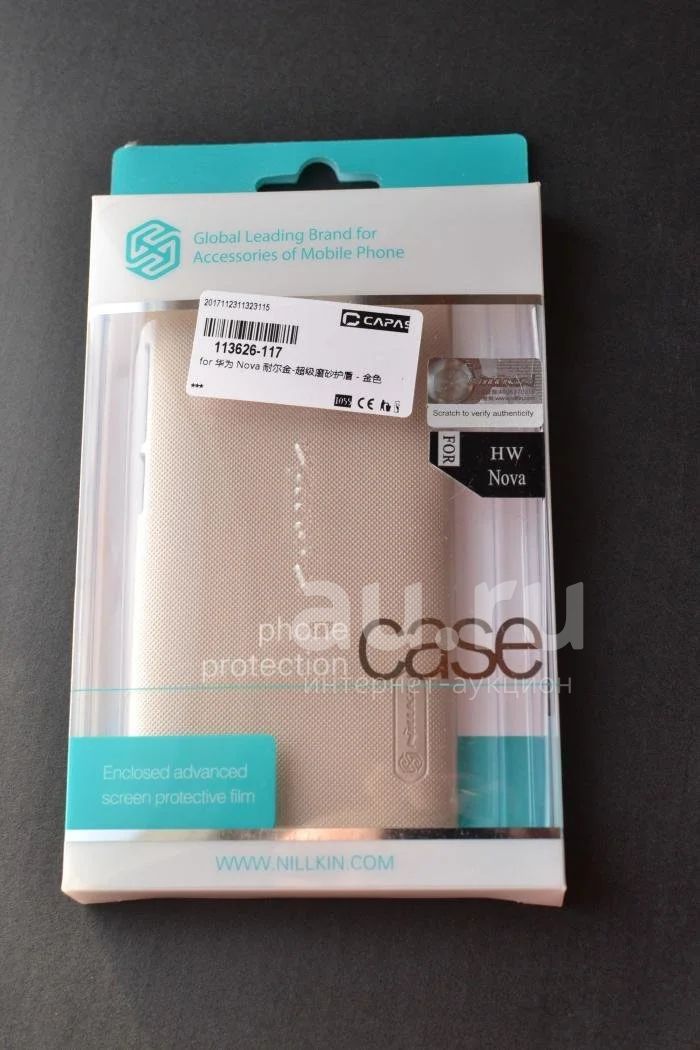 Global Leading Brand for
Accessories of Mobile Phone
2017112311323115
CAPAS
113626-117
for 华为 Nova 耐尔金-超级磨砂护盾 - 金色
***
CE
Scratch to verify authenticity
FOR
HW
Nova
au.ru
phone
protection
case
интернет-аукцион
NILLKIN
Enclosed advanced
screen protective film
WWW.NILLKIN.COM